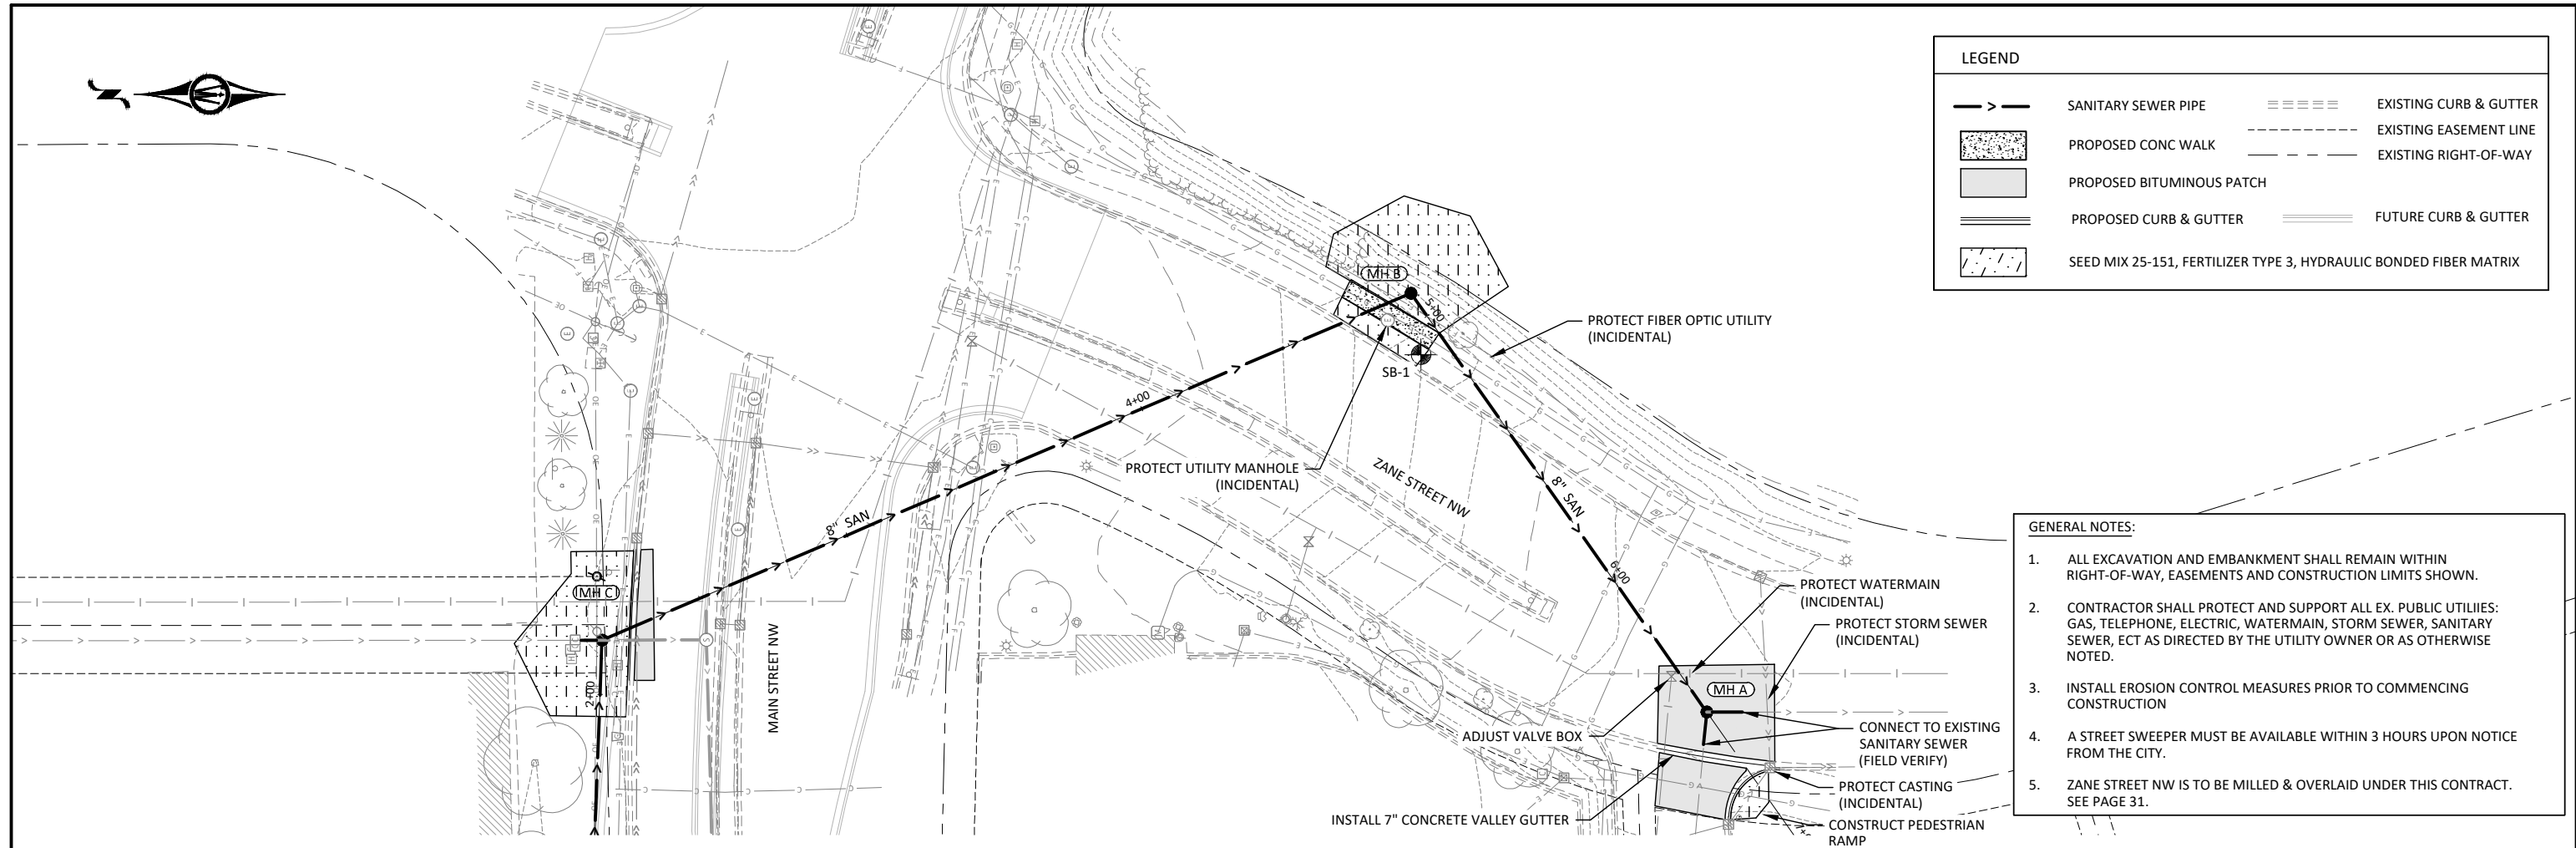 LEGEND
SANITARY SEWER PIPE
EXISTING CURB & GUTTER
EXISTING EASEMENT LINE
PROPOSED CONC WALK
EXISTING RIGHT-OF-WAY
PROPOSED BITUMINOUS PATCH
PROPOSED CURB & GUTTER
FUTURE CURB & GUTTER
SEED MIX 25-151, FERTILIZER TYPE 3, HYDRAULIC BONDED FIBER MATRIX
MH B
5+00
PROTECT FIBER OPTIC UTILITY
(INCIDENTAL)
SB-1
4+00
PROTECT UTILITY MANHOLE
(INCIDENTAL)
ZANE STREET NW
8" SAN
8" SAN
6+00
MH C
2+00
MAIN STREET NW
PROTECT WATERMAIN
(INCIDENTAL)
PROTECT STORM SEWER
(INCIDENTAL)
MH A
ADJUST VALVE BOX
CONNECT TO EXISTING
SANITARY SEWER
(FIELD VERIFY)
PROTECT CASTING
(INCIDENTAL)
INSTALL 7" CONCRETE VALLEY GUTTER
CONSTRUCT PEDESTRIAN
RAMP
GENERAL NOTES:
1. ALL EXCAVATION AND EMBANKMENT SHALL REMAIN WITHIN
RIGHT-OF-WAY, EASEMENTS AND CONSTRUCTION LIMITS SHOWN.
2. CONTRACTOR SHALL PROTECT AND SUPPORT ALL EX. PUBLIC UTILIIES:
GAS, TELEPHONE, ELECTRIC, WATERMAIN, STORM SEWER, SANITARY
SEWER, ECT AS DIRECTED BY THE UTILITY OWNER OR AS OTHERWISE
NOTED.
3. INSTALL EROSION CONTROL MEASURES PRIOR TO COMMENCING
CONSTRUCTION
4. A STREET SWEEPER MUST BE AVAILABLE WITHIN 3 HOURS UPON NOTICE
FROM THE CITY.
5. ZANE STREET NW IS TO BE MILLED & OVERLAID UNDER THIS CONTRACT.
SEE PAGE 31.